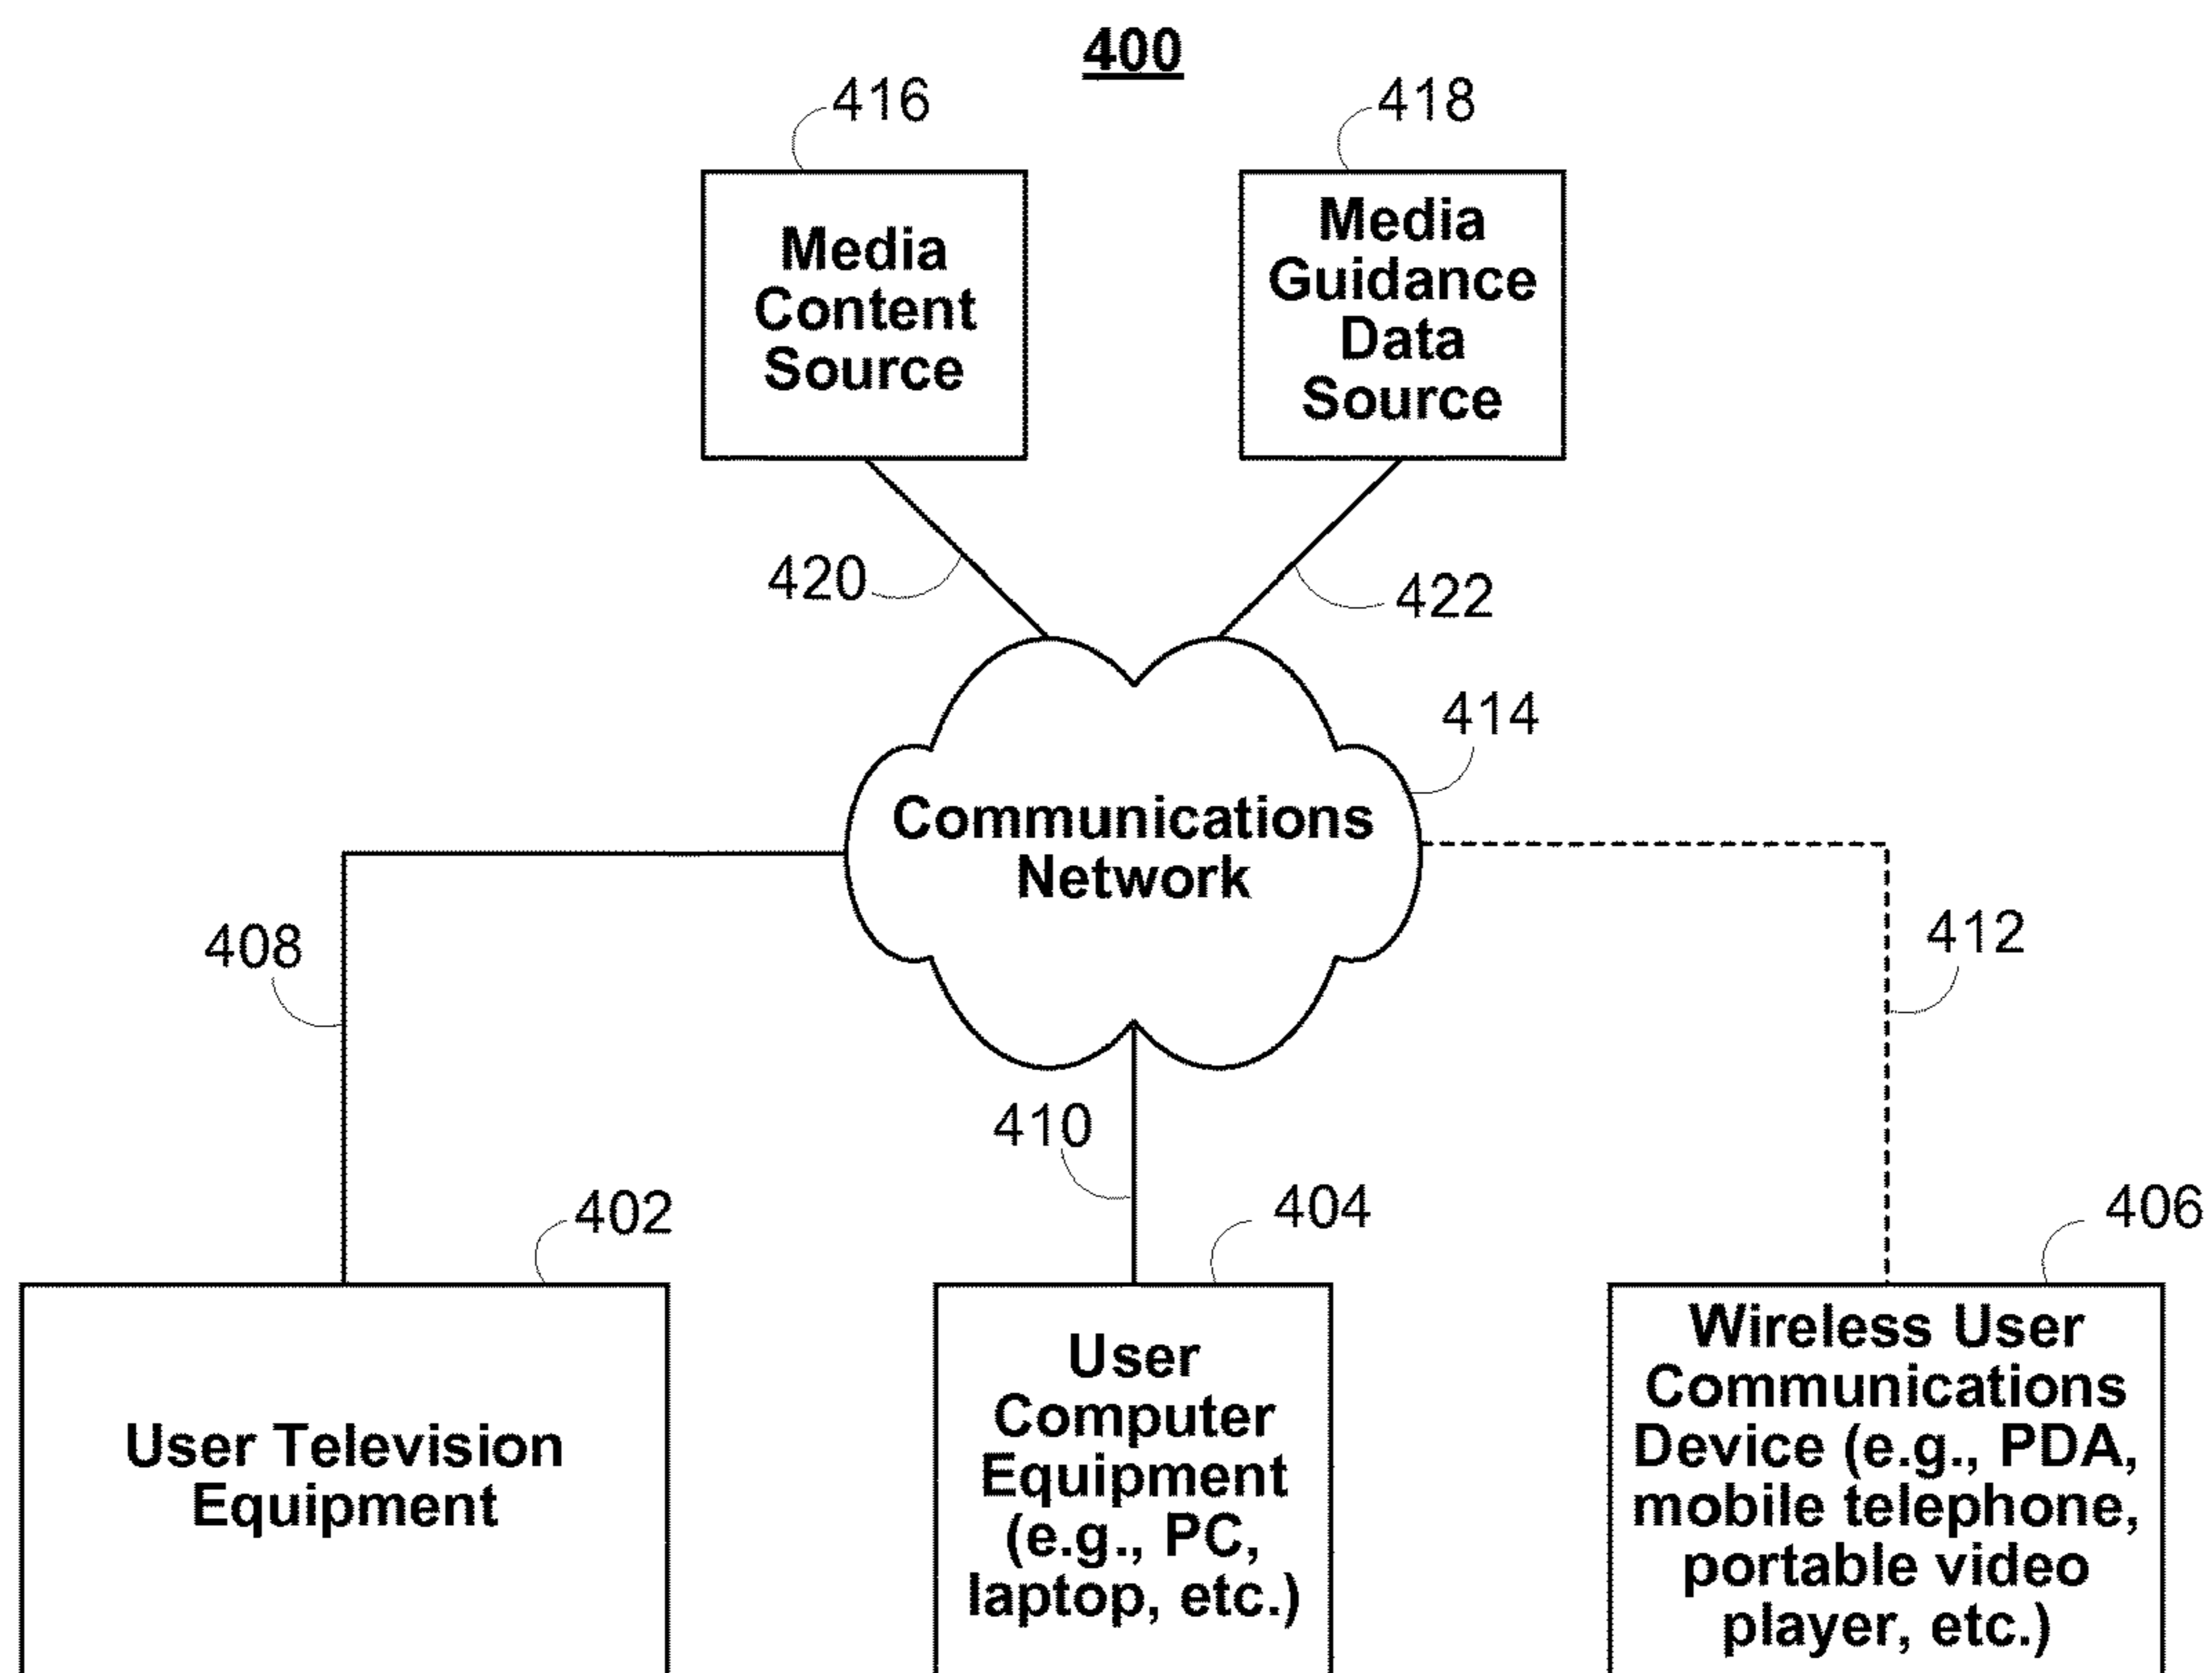 400
416
418
Media
Content
Source
Media
Guidance
Data
Source
420
422
414
Communications
Network
408
412
410
402
404
406
User Television
Equipment
User
Computer
Equipment
(e.g., PC,
laptop, etc.)
Wireless User
Communications
Device (e.g., PDA,
mobile telephone,
portable video
player, etc.)